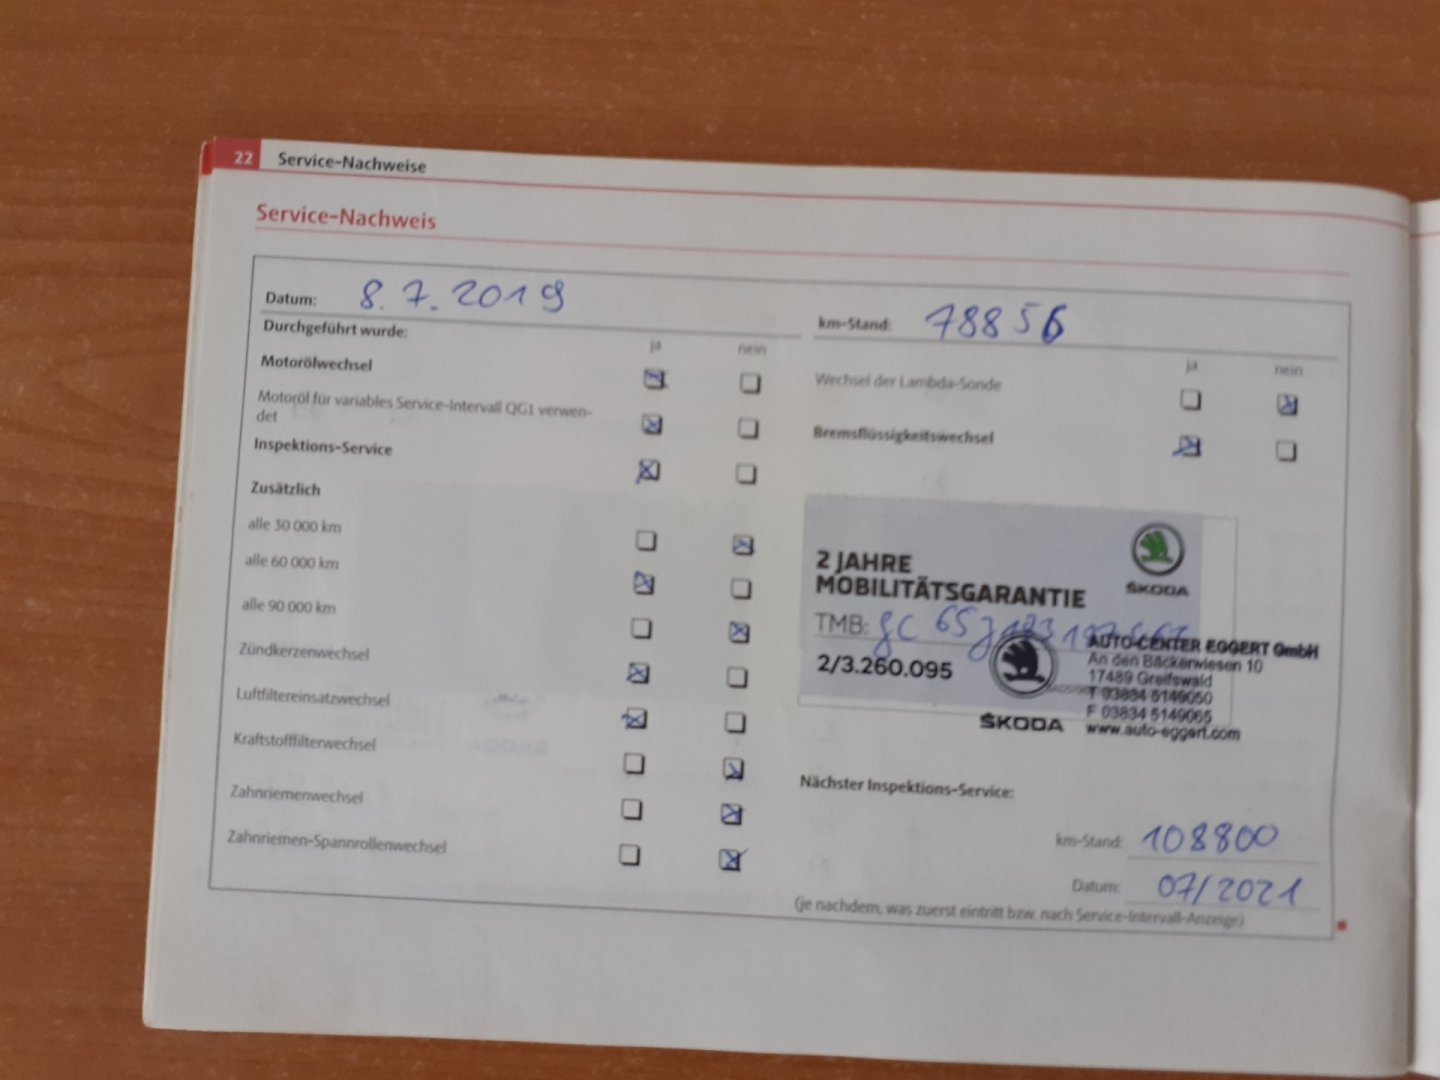 22 Service-Nachweise
Service-Nachweis
Datum: 8.7.2019
km-Stand: 78856
Durchgeführt wurde:
ja nein
Motorölwechsel
Motoröl für variables Service-Intervall QG1 verwen-
det
Inspektions-Service
Zusätzlich
alle 30 000 km
alle 60 000 km
alle 90 000 km
Zündkerzenwechsel
Luftfiltereinsatzwechsel
Kraftstofffilterwechsel
Zahnriemenwechsel
Zahnriemen-Spannrollenwechsel
ja nein
Wechsel der Lambda-Sonde
Bremsflüssigkeitswechsel
2 JAHRE
MOBILITÄTSGARANTIE
ŠKODA
TMB:
2/3.260.095
ŠKODA
AUTO-CENTER EGGERT GmbH
An den Bäckerwiesen 10
17489 Greifswald
T 03834 5149050
F 03834 5149065
www.auto-eggert.com
Nächster Inspektions-Service:
km-Stand: 108800
Datum: 07/2021
(je nachdem, was zuerst eintritt bzw. nach Service-Intervall-Anzeige)